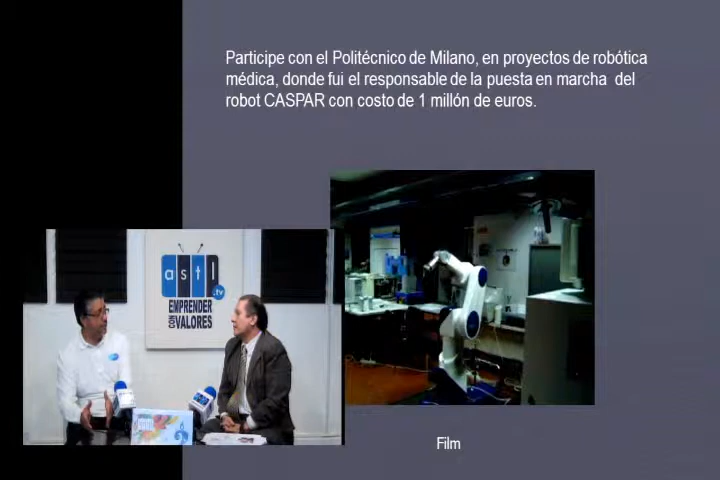 Participe con el Politécnico de Milano, en proyectos de robótica
médica, donde fui el responsable de la puesta en marcha del
robot CASPAR con costo de 1 millón de euros.
astl
.tv
EMPRENDER
CON VALORES
Film